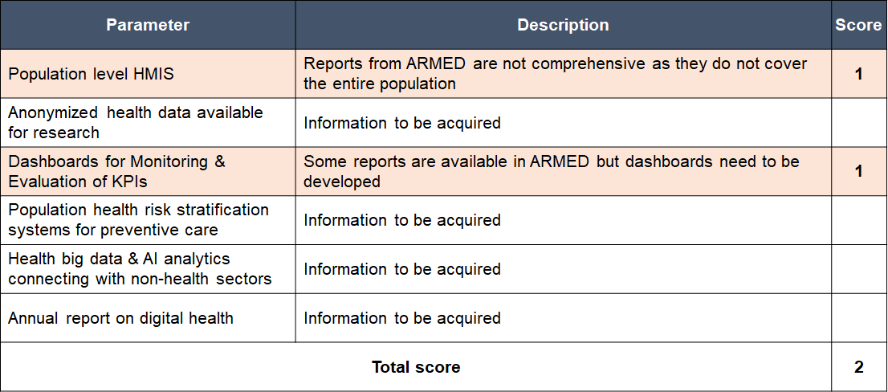 Parameter Description Score
Population level HMIS
Reports from ARMED are not comprehensive as they do not cover
the entire population
1
Anonymized health data available
for research
Information to be acquired
Dashboards for Monitoring &
Evaluation of KPIs
Some reports are available in ARMED but dashboards need to be
developed
1
Population health risk stratification
systems for preventive care
Information to be acquired
Health big data & AI analytics
connecting with non-health sectors
Information to be acquired
Annual report on digital health
Information to be acquired
Total score 2